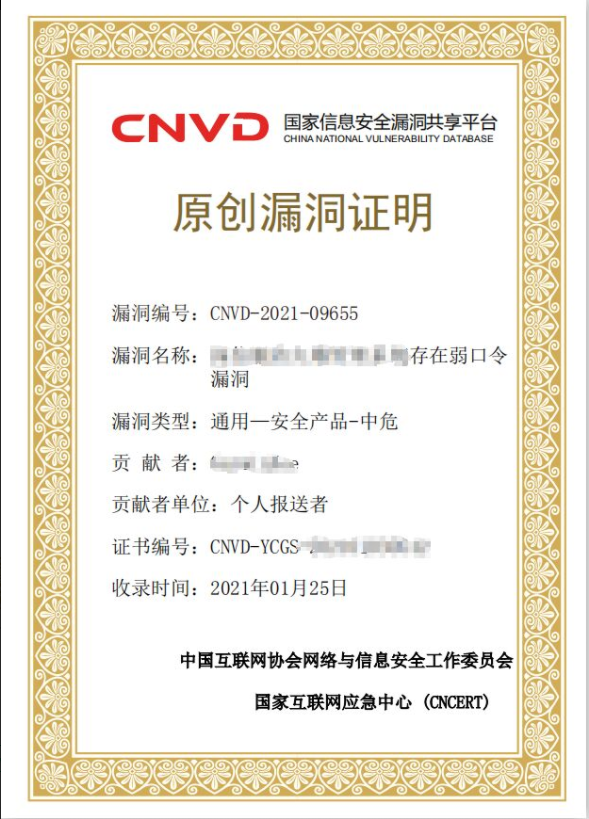 CNVD 国家信息安全漏洞共享平台
CHINA NATIONAL VULNERABILITY DATABASE
原创漏洞证明
漏洞编号：CNVD-2021-09655
漏洞名称：存在弱口令
漏洞
漏洞类型：通用—安全产品-中危
贡 献 者：
贡献者单位：个人报送者
证书编号：CNVD-YCGS-
收录时间：2021年01月25日
中国互联网协会网络与信息安全工作委员会
国家互联网应急中心 (CNCERT)